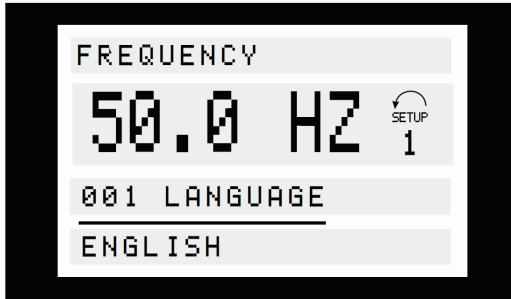 FREQUENCY
50.0 HZ
SETUP
1
001 LANGUAGE
ENGLISH